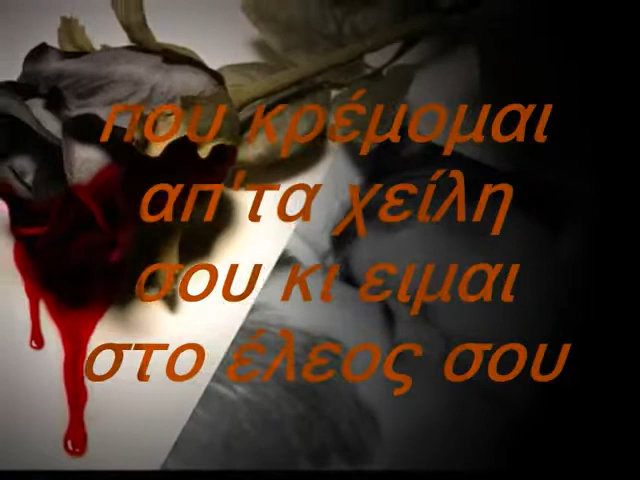 που κρέμομαι
απ'τα χείλη
σου κι ειμαι
στο έλεος σου